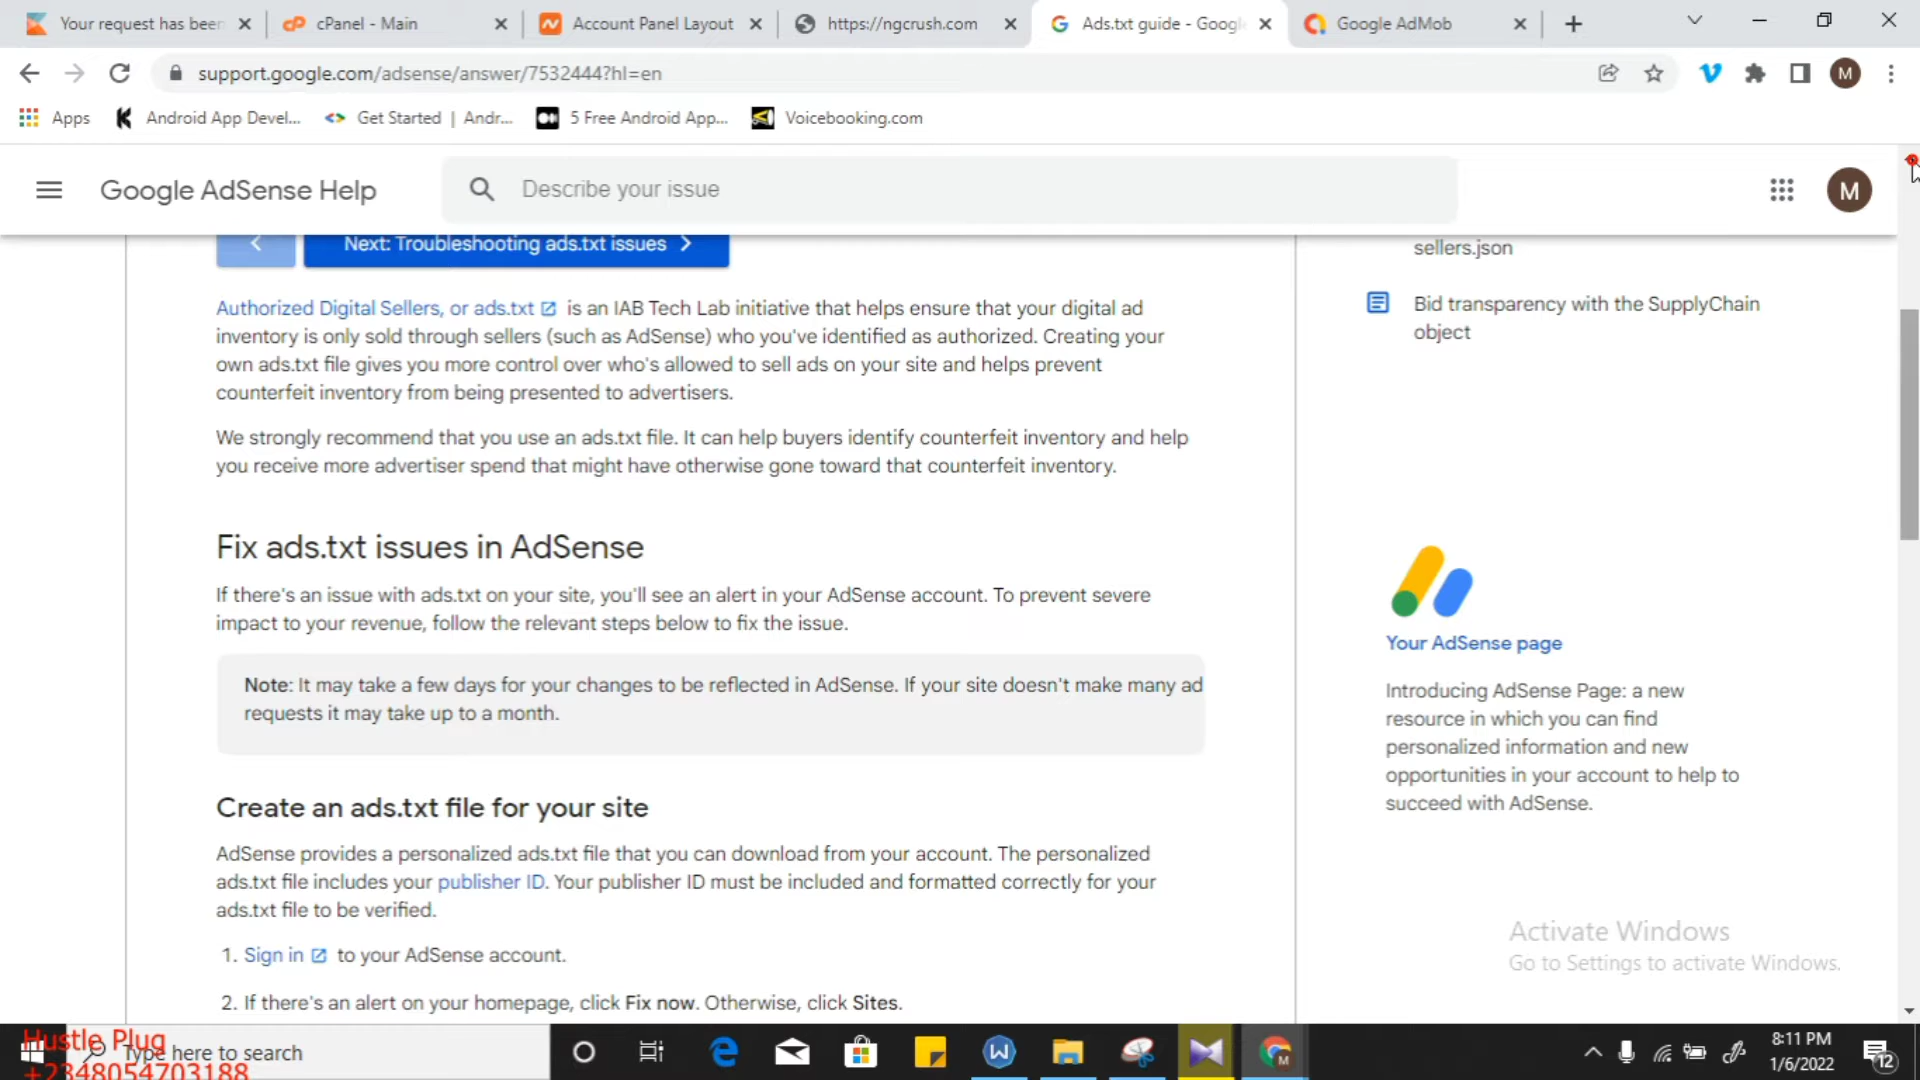 Your request has been
cPanel - Main
Account Panel Layout
https://ngcrush.com
Ads.txt guide - Google
Google AdMob
support.google.com/adsense/answer/7532444?hl=en
M
Apps
Android App Devel...
Get Started | Andr...
5 Free Android App...
Voicebooking.com
Google AdSense Help
Describe your issue
M
Next: Troubleshooting ads.txt issues
Authorized Digital Sellers, or ads.txt is an IAB Tech Lab initiative that helps ensure that your digital ad
inventory is only sold through sellers (such as AdSense) who you've identified as authorized. Creating your
own ads.txt file gives you more control over who's allowed to sell ads on your site and helps prevent
counterfeit inventory from being presented to advertisers.
We strongly recommend that you use an ads.txt file. It can help buyers identify counterfeit inventory and help
you receive more advertiser spend that might have otherwise gone toward that counterfeit inventory.
Fix ads.txt issues in AdSense
If there's an issue with ads.txt on your site, you'll see an alert in your AdSense account. To prevent severe
impact to your revenue, follow the relevant steps below to fix the issue.
Note: It may take a few days for your changes to be reflected in AdSense. If your site doesn't make many ad
requests it may take up to a month.
Create an ads.txt file for your site
AdSense provides a personalized ads.txt file that you can download from your account. The personalized
ads.txt file includes your publisher ID. Your publisher ID must be included and formatted correctly for your
ads.txt file to be verified.
1. Sign in to your AdSense account.
2. If there's an alert on your homepage, click Fix now. Otherwise, click Sites.
sellers.json
Bid transparency with the SupplyChain
object
Your AdSense page
Introducing AdSense Page: a new
resource in which you can find
personalized information and new
opportunities in your account to help to
succeed with AdSense.
Activate Windows
Go to Settings to activate Windows.
Hustle Plug
Type here to search
+2348054703188
8:11 PM
1/6/2022
12